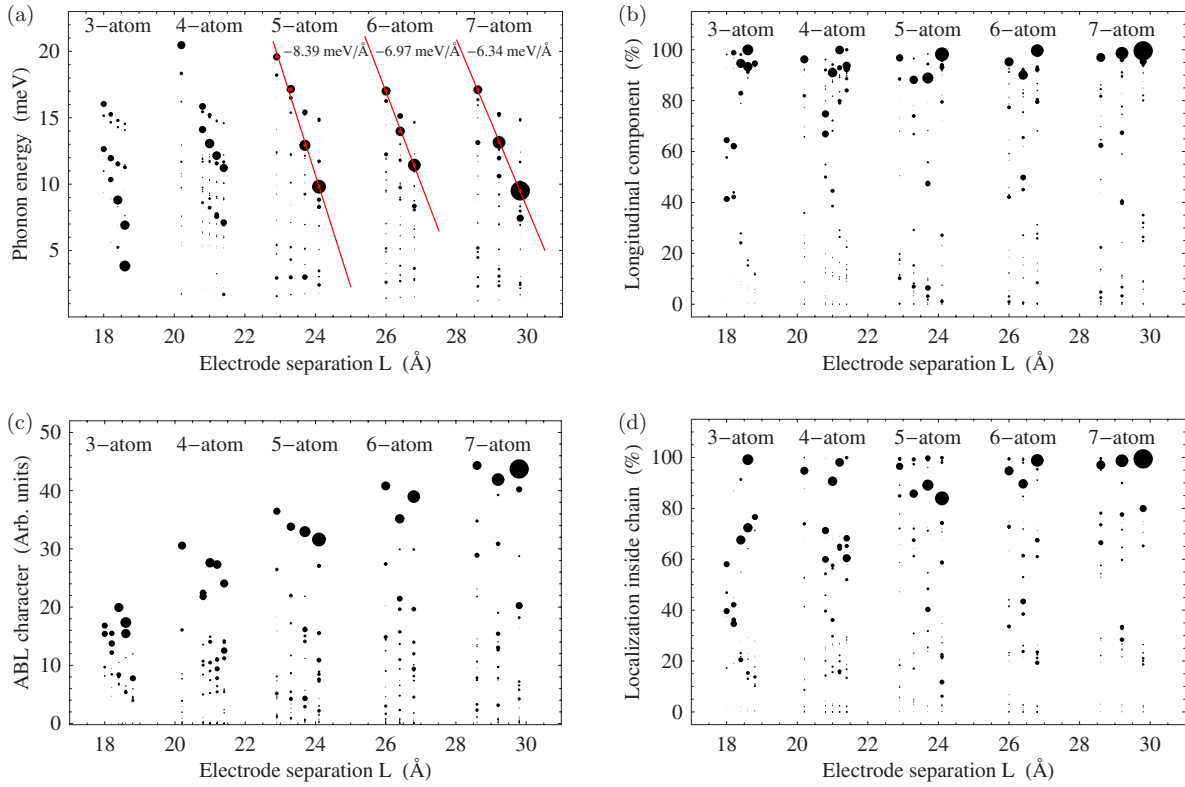 (a)
3−atom 4−atom 5−atom 6−atom 7−atom
−8.39 meV/Å −6.97 meV/Å −6.34 meV/Å
Phonon energy (meV)
20
15
10
5
18 20 22 24 26 28 30
Electrode separation L (Å)
(b)
3−atom 4−atom 5−atom 6−atom 7−atom
Longitudinal component (%)
100
80
60
40
20
0
18 20 22 24 26 28 30
Electrode separation L (Å)
(c)
3−atom 4−atom 5−atom 6−atom 7−atom
ABL character (Arb. units)
50
40
30
20
10
0
18 20 22 24 26 28 30
Electrode separation L (Å)
(d)
3−atom 4−atom 5−atom 6−atom 7−atom
Localization inside chain (%)
100
80
60
40
20
0
18 20 22 24 26 28 30
Electrode separation L (Å)